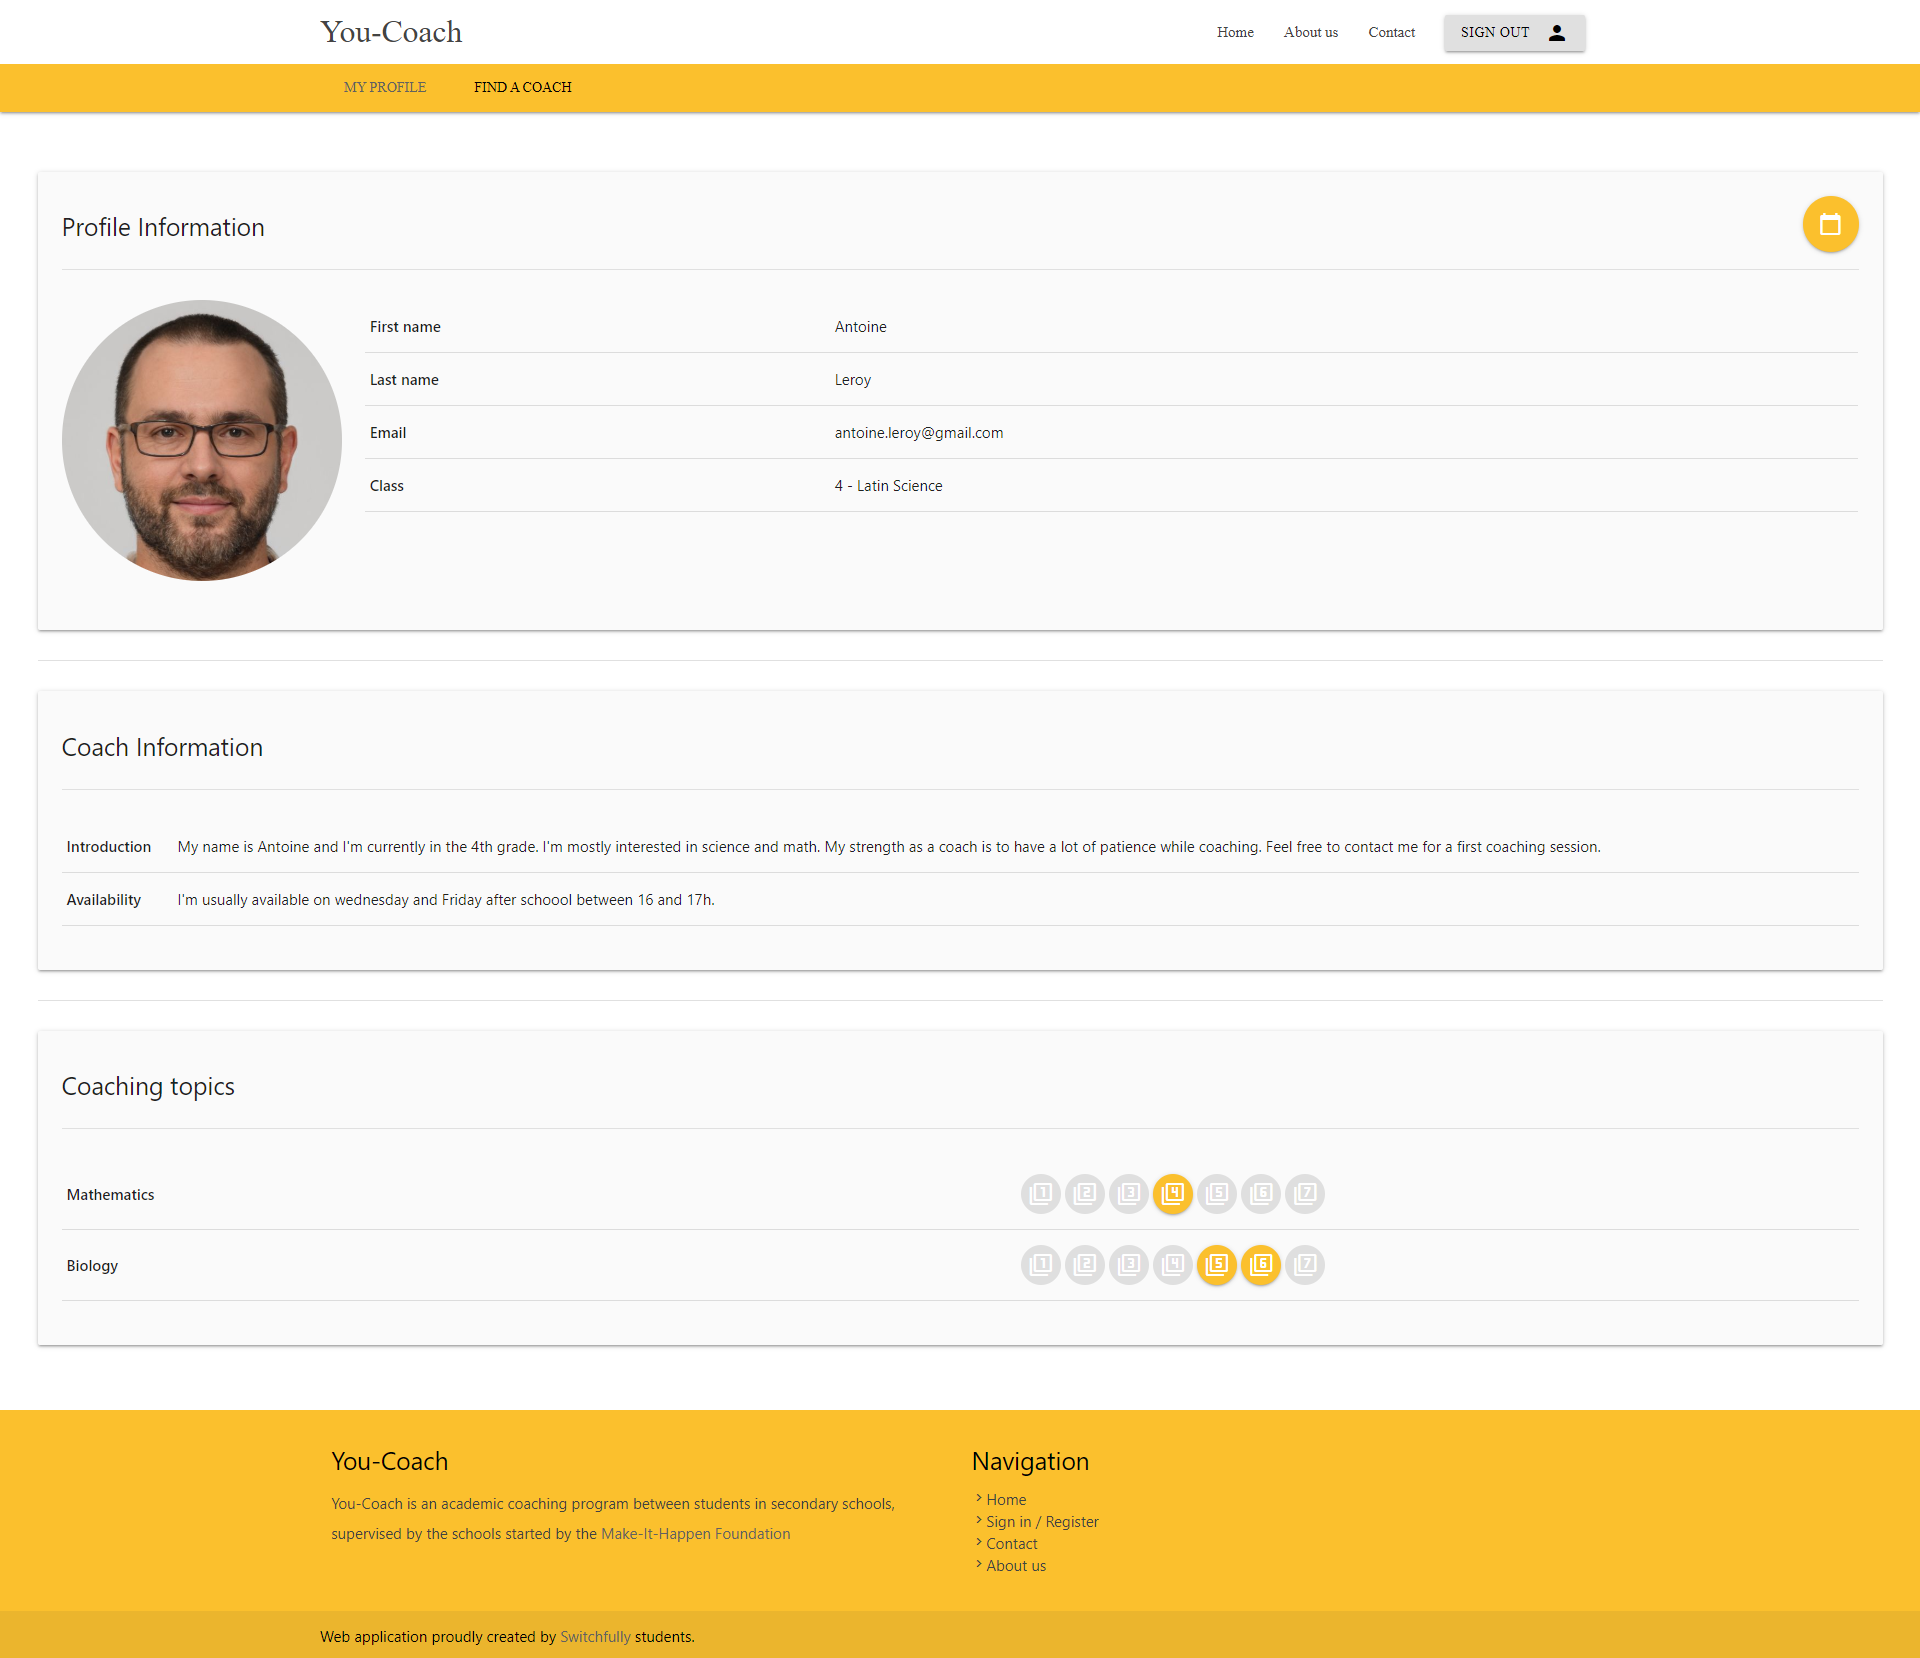 You-Coach
Home About us Contact SIGN OUT
MY PROFILE FIND A COACH
Profile Information
First name Antoine
Last name Leroy
Email antoine.leroy@gmail.com
Class 4 - Latin Science
Coach Information
Introduction My name is Antoine and I'm currently in the 4th grade. I'm mostly interested in science and math. My strength as a coach is to have a lot of patience while coaching. Feel free to contact me for a first coaching session.
Availability I'm usually available on wednesday and Friday after schoool between 16 and 17h.
Coaching topics
Mathematics 1 2 3 4 5 6 7
Biology 1 2 3 4 5 6 7
You-Coach
You-Coach is an academic coaching program between students in secondary schools,
supervised by the schools started by the Make-It-Happen Foundation
Navigation
Home
Sign in / Register
Contact
About us
Web application proudly created by Switchfully students.